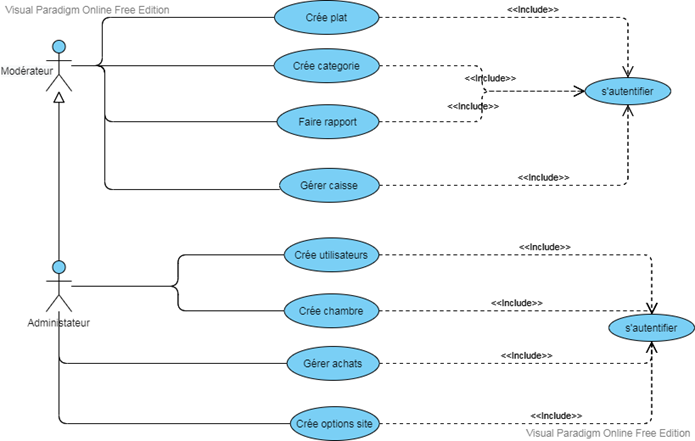 Visual Paradigm Online Free Edition
Crée plat
<<Include>>
Modérateur
Crée categorie
<<Include>>
s'autentifier
Faire rapport
<<Include>>
Gérer caisse
<<Include>>
Crée utilisateurs
<<Include>>
Administateur
Crée chambre
<<Include>>
s'autentifier
Gérer achats
<<Include>>
Crée options site
<<Include>>
Visual Paradigm Online Free Edition